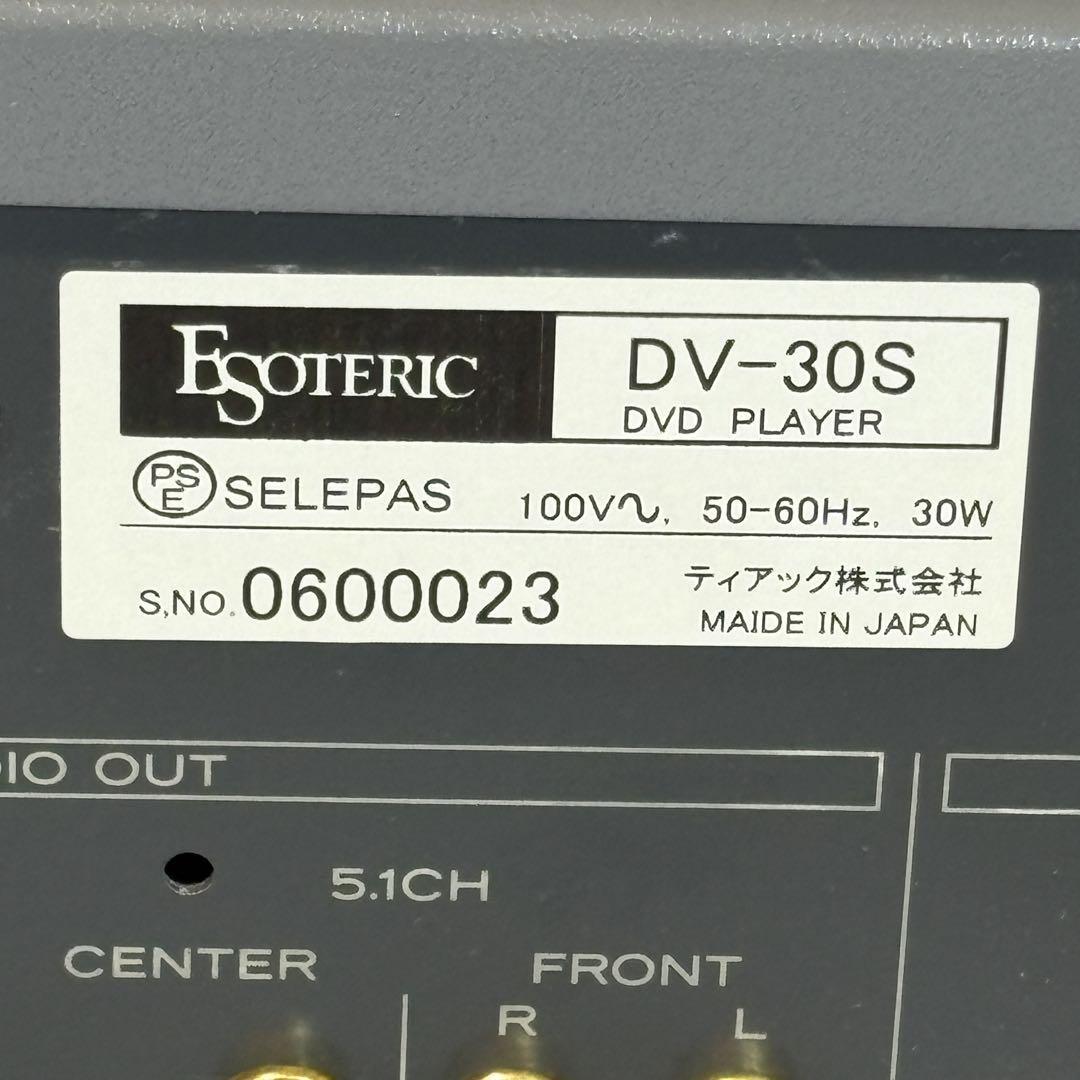 ESOTERIC
DV-30S
DVD PLAYER
PSE SELEPAS 100V∿, 50-60Hz, 30W
S,NO. 0600023
ティアック株式会社
MAIDE IN JAPAN
DIO OUT
5.1CH
CENTER
FRONT
R L